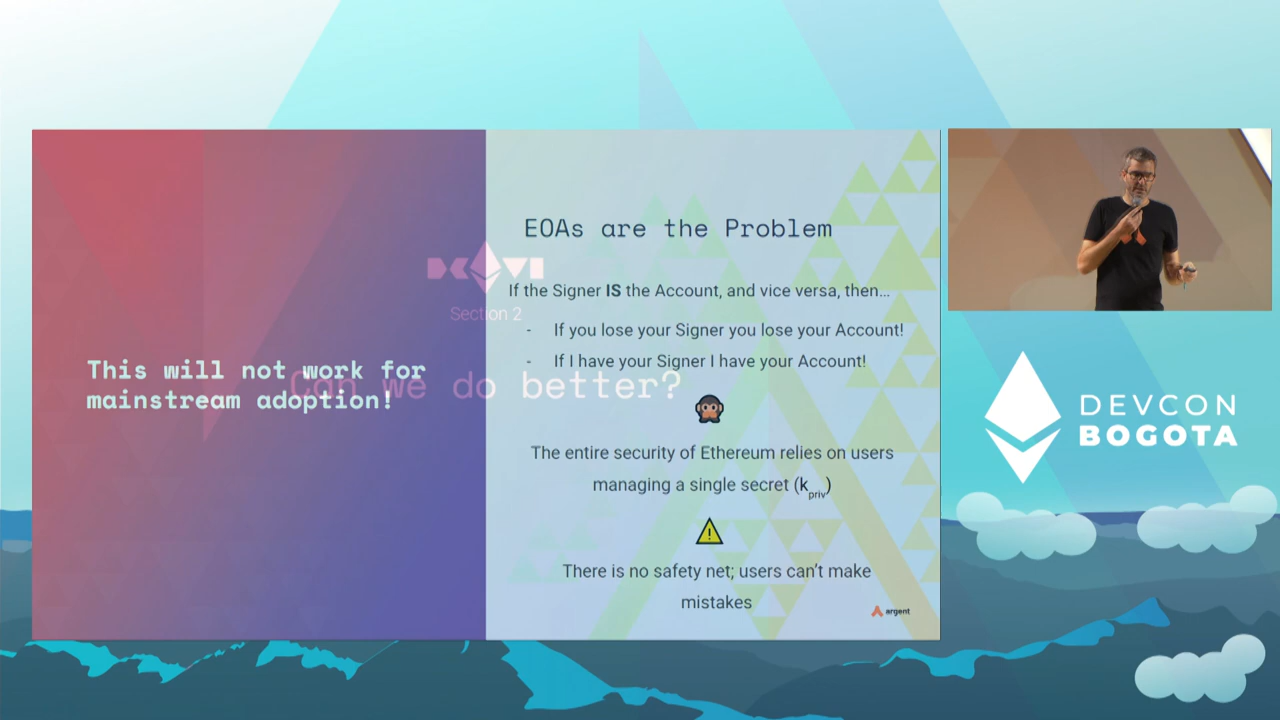 This will not work for
mainstream adoption!
EOAs are the Problem
If the Signer IS the Account, and vice versa, then...
- If you lose your Signer you lose your Account!
- If I have your Signer I have your Account!
The entire security of Ethereum relies on users
managing a single secret (kpriv)
There is no safety net; users can't make
mistakes
argent
Section 2
Can we do better?
DEVCON
BOGOTA